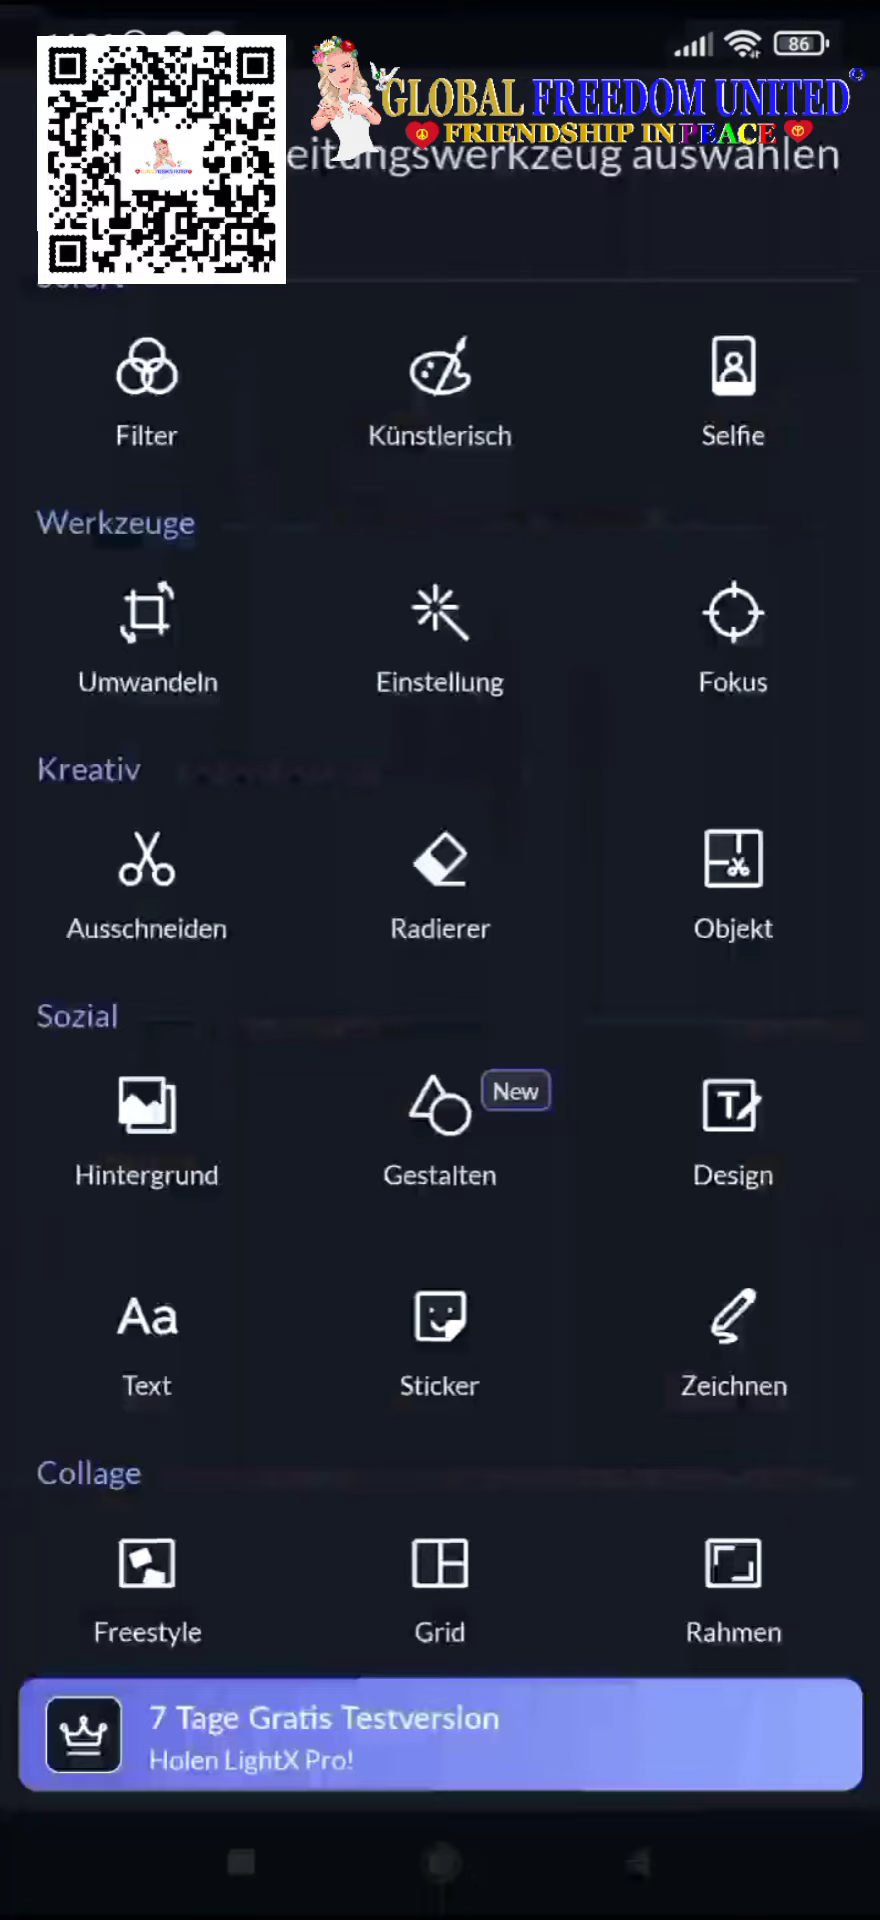 86
GLOBAL FREEDOM UNITED
FRIENDSHIP IN PEACE
eitungswerkzeug auswählen
Filter
Künstlerisch
Selfie
Werkzeuge
Umwandeln
Einstellung
Fokus
Kreativ
Ausschneiden
Radierer
Objekt
Sozial
New
Hintergrund
Gestalten
Design
Aa
Text
Sticker
Zeichnen
Collage
Freestyle
Grid
Rahmen
7 Tage Gratis Testversion
Holen LightX Pro!